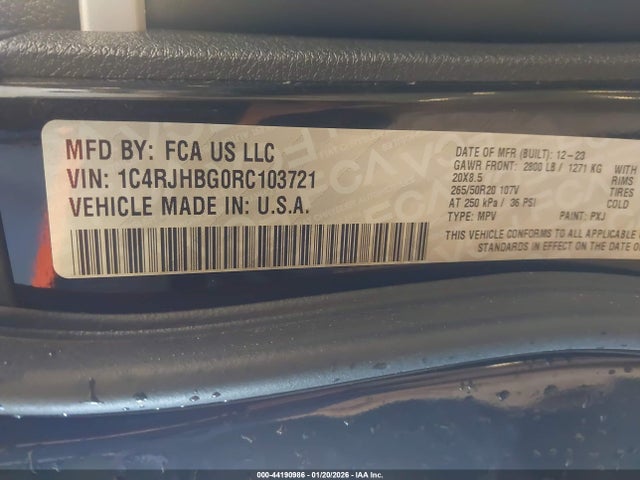 MFD BY: FCA US LLC
VIN: 1C4RJHBG0RC103721
VEHICLE MADE IN: U.S.A.
DATE OF MFR (BUILT): 12-23
GAWR FRONT: 2800 LB / 1271 KG WITH
20X8.5 RIMS
265/50R20 107V TIRES
AT 250 kPa / 36 PSI COLD
TYPE: MPV PAINT: PXJ
THIS VEHICLE CONFORMS TO ALL APPLICABLE
STANDARDS IN EFFECT ON THE DATE O
000-44190986 - 01/20/2026 - IAA Inc.